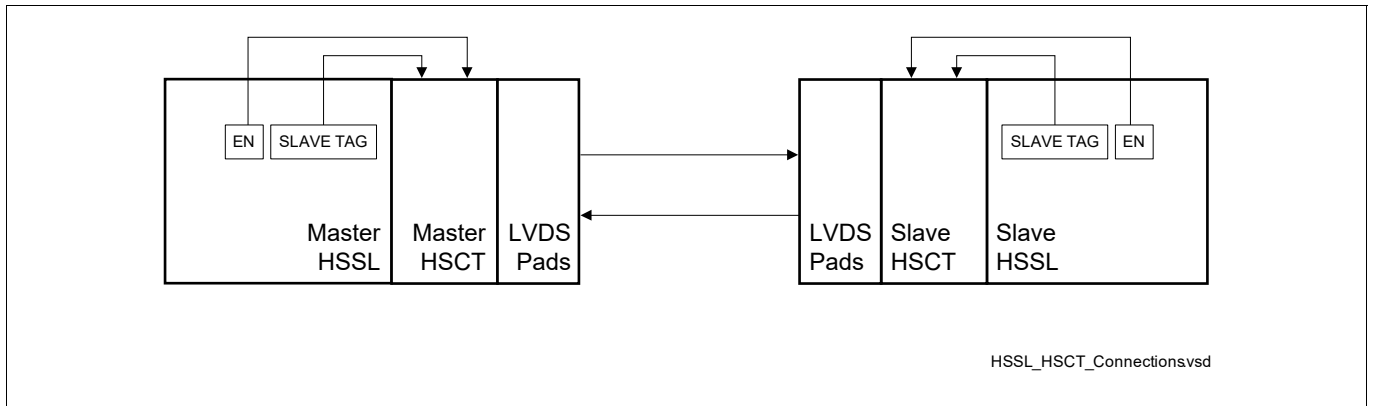 EN SLAVE TAG
SLAVE TAG EN
Master
HSSL
Master
HSCT
LVDS
Pads
LVDS
Pads
Slave
HSCT
Slave
HSSL
HSSL_HSCT_Connections.vsd